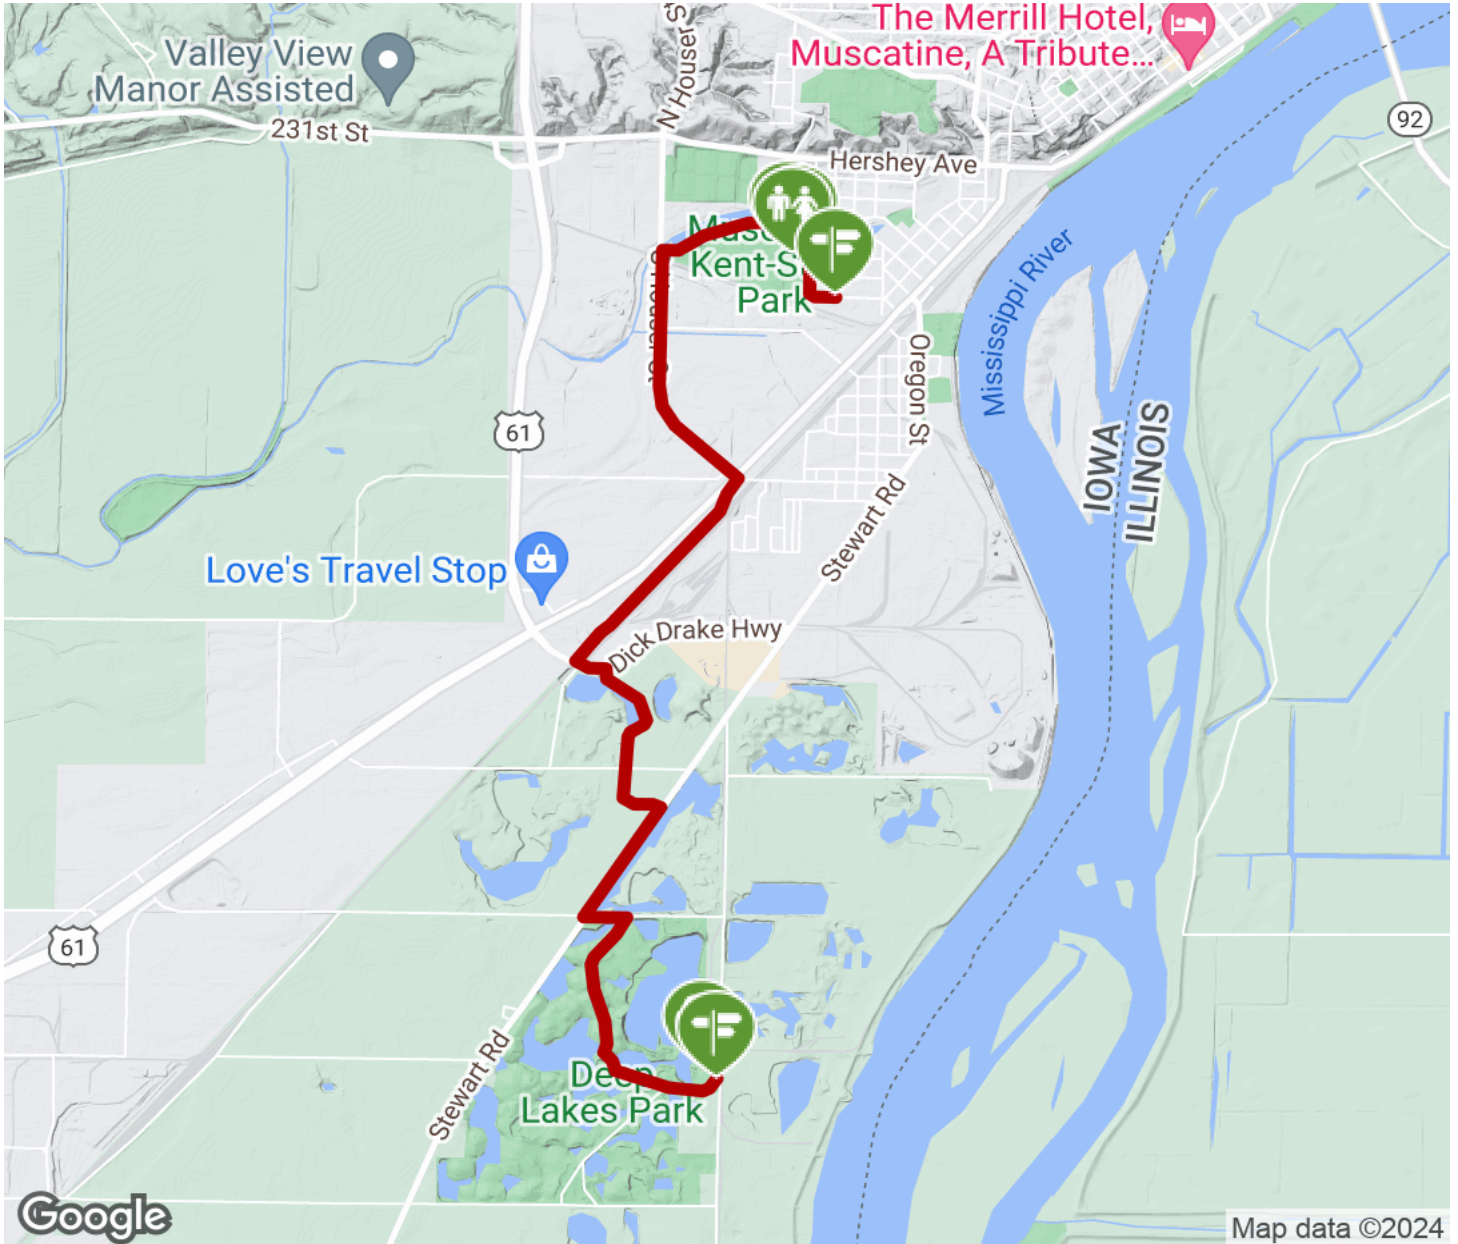 The Merrill Hotel,
Muscatine, A Tribute...
Valley View
Manor Assisted
N Houser S
231st St
92
Hershey Ave
Kent-S
Park
Mississippi River
Oregon St
61
IOWA
ILLINOIS
Stewart Rd
Love's Travel Stop
Dick Drake Hwy
61
Stewart Rd
Deep
Lakes Park
Google
Map data ©2024